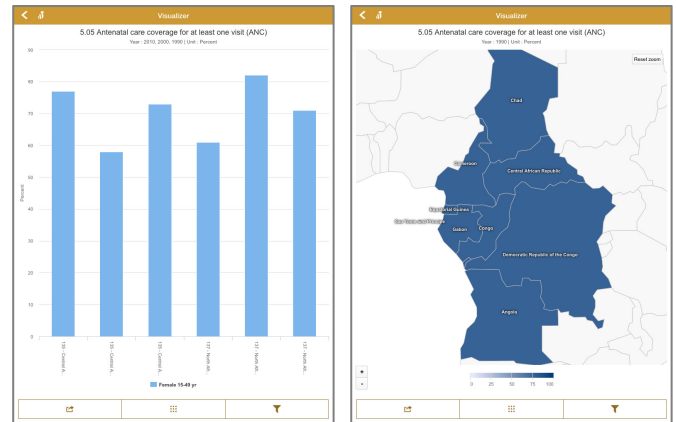 Visualizer
5.05 Antenatal care coverage for at least one visit (ANC)
Year : 2010, 2000, 1990 | Unit : Percent
90
80
70
60
50
40
30
20
10
0
Percent
Female 15-49 yr
Visualizer
5.05 Antenatal care coverage for at least one visit (ANC)
Year : 1990 | Unit : Percent
Reset zoom
Chad
Cameroon
Central African Republic
Equatorial Guinea
Sao Tome and Principe
Gabon
Congo
Democratic Republic of the Congo
Angola
+
-
0 25 50 75 100